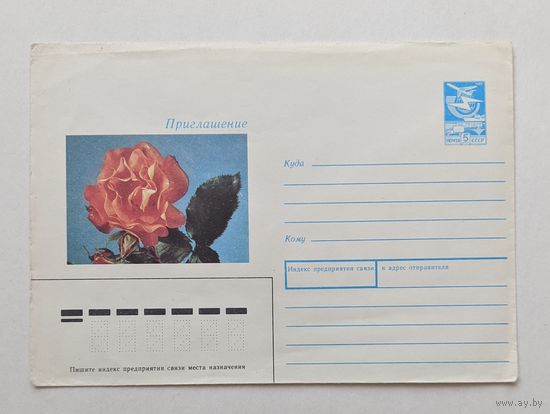 Приглашение
ПОЧТА 5 СССР
Куда
Кому
Индекс предприятия связи и адрес отправителя
Пишите индекс предприятия связи места назначения
www.ay.by